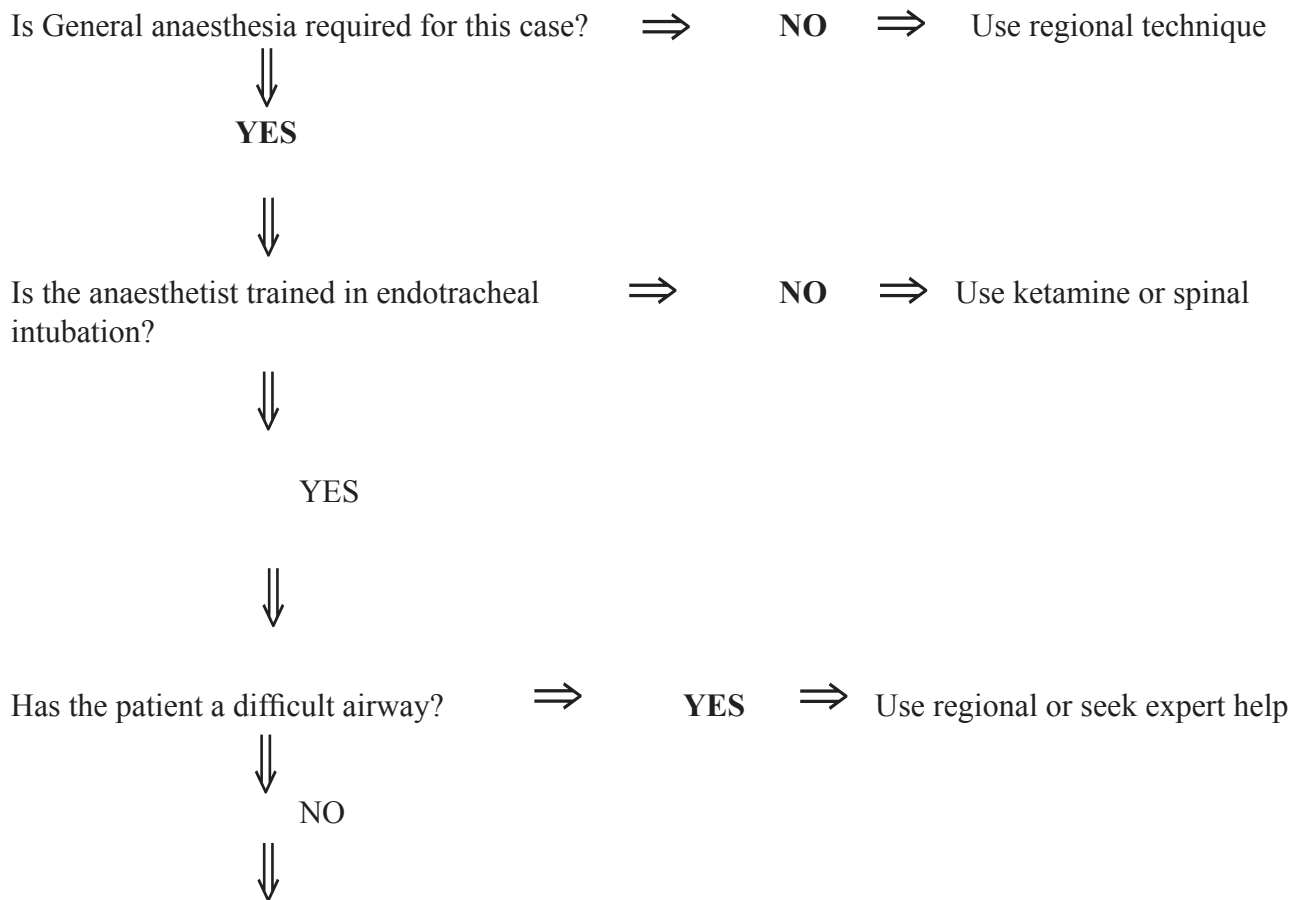 Is General anaesthesia required for this case? ⇒ NO ⇒ Use regional technique
⇓
YES
⇓
Is the anaesthetist trained in endotracheal ⇒ NO ⇒ Use ketamine or spinal
intubation?
⇓
YES
⇓
Has the patient a difficult airway? ⇒ YES ⇒ Use regional or seek expert help
⇓
NO
⇓